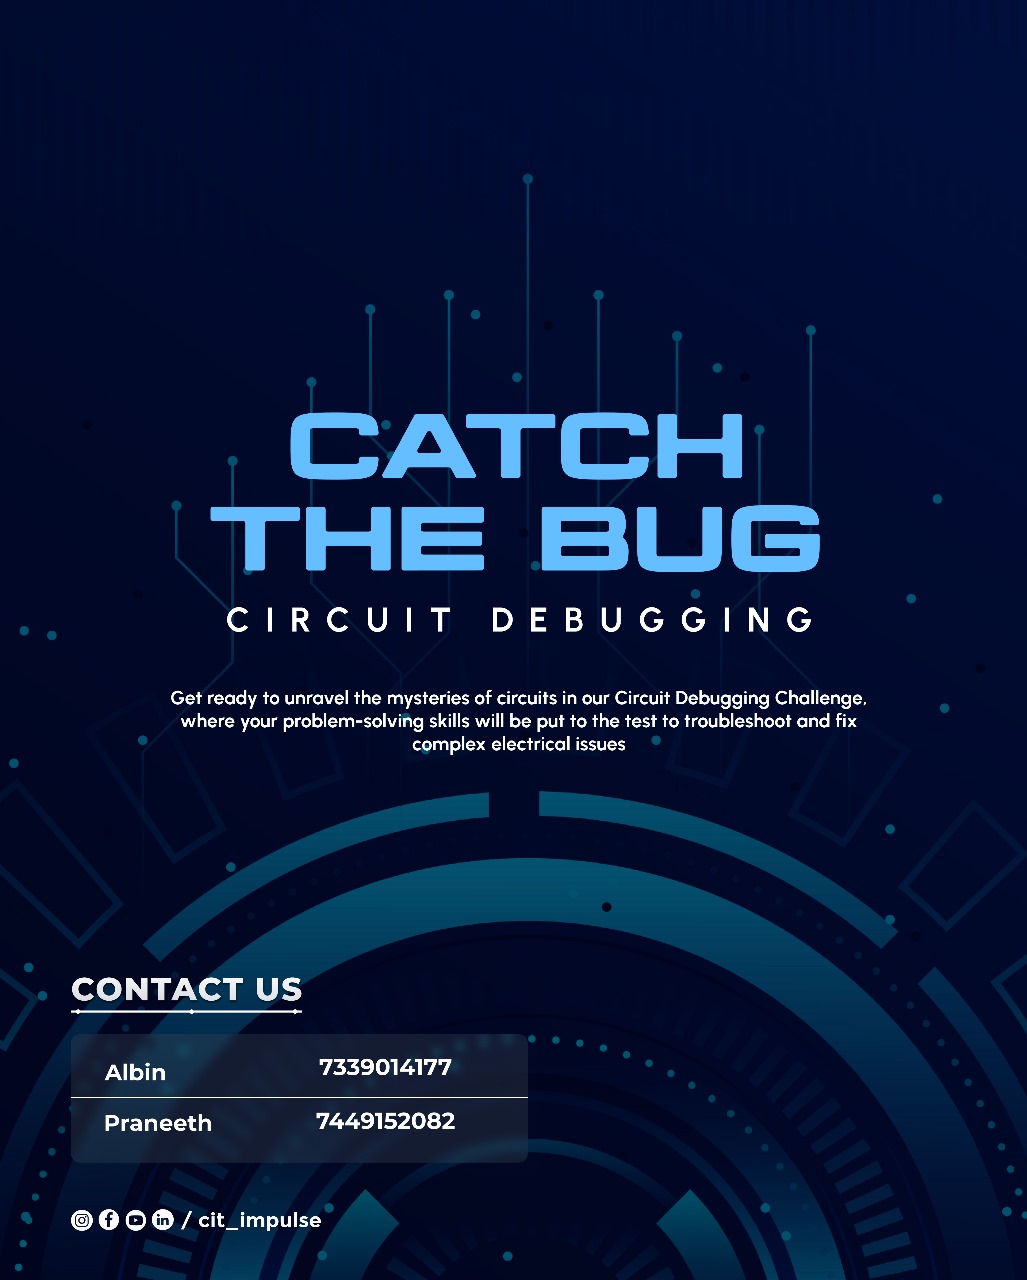 CATCH
THE BUG
CIRCUIT DEBUGGING
Get ready to unravel the mysteries of circuits in our Circuit Debugging Challenge,
where your problem-solving skills will be put to the test to troubleshoot and fix
complex electrical issues
CONTACT US
Albin 7339014177
Praneeth 7449152082
/ cit_impulse